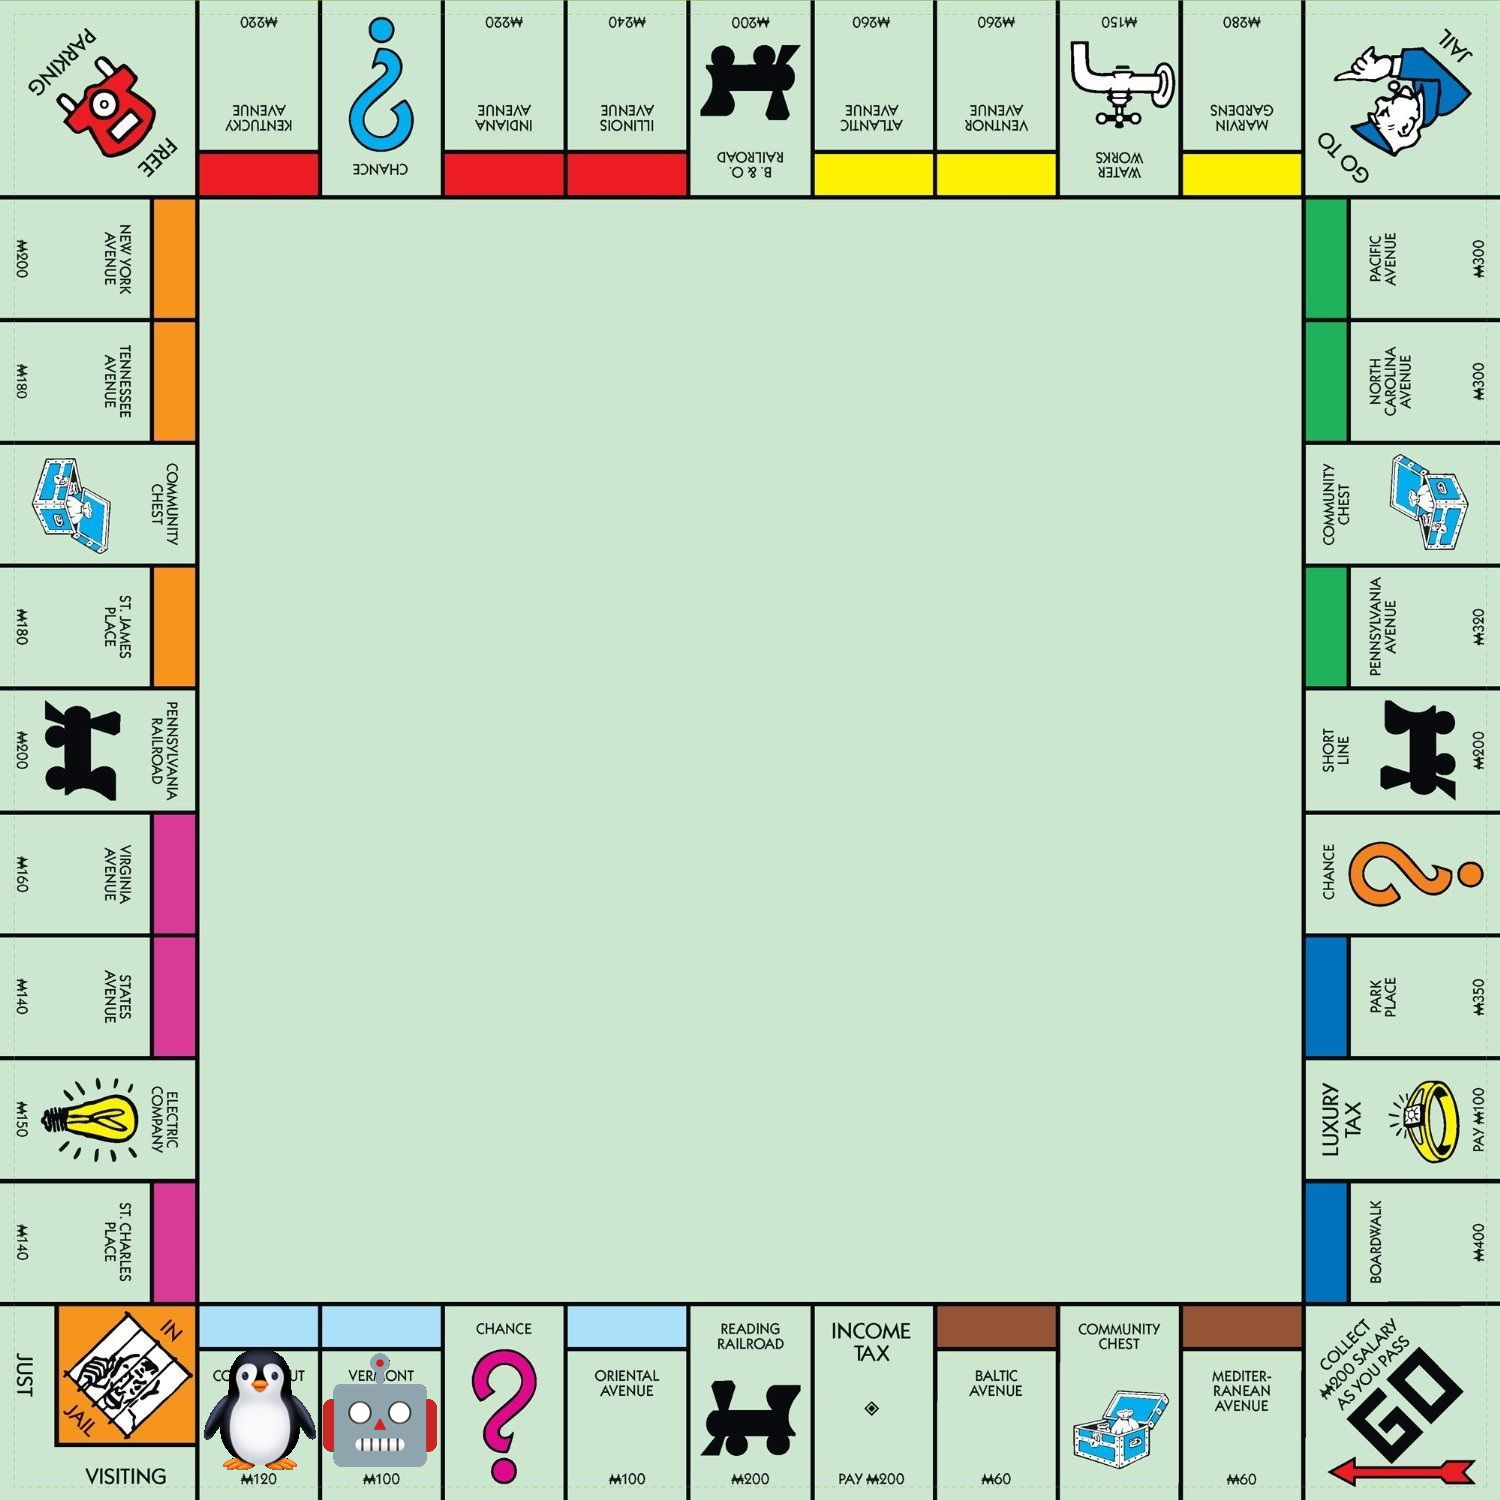 FREE
PARKING
₩220
KENTUCKY
AVENUE
CHANCE
₩220
INDIANA
AVENUE
₩240
ILLINOIS
AVENUE
₩200
B. & O.
RAILROAD
₩260
ATLANTIC
AVENUE
₩260
VENTNOR
AVENUE
₩150
WATER
WORKS
₩280
MARVIN
GARDENS
GO TO
JAIL
NEW YORK
AVENUE
₩200
TENNESSEE
AVENUE
₩180
COMMUNITY
CHEST
ST. JAMES
PLACE
₩180
PENNSYLVANIA
RAILROAD
₩200
VIRGINIA
AVENUE
₩160
STATES
AVENUE
₩140
ELECTRIC
COMPANY
₩150
ST. CHARLES
PLACE
₩140
PACIFIC
AVENUE
₩300
NORTH
CAROLINA
AVENUE
₩300
COMMUNITY
CHEST
PENNSYLVANIA
AVENUE
₩320
SHORT
LINE
₩200
CHANCE
PARK
PLACE
₩350
LUXURY
TAX
PAY ₩100
BOARDWALK
₩400
JUST
VISITING
IN
JAIL
₩120
₩100
CHANCE
ORIENTAL
AVENUE
₩100
READING
RAILROAD
₩200
INCOME
TAX
PAY ₩200
BALTIC
AVENUE
₩60
COMMUNITY
CHEST
MEDITER-
RANEAN
AVENUE
₩60
COLLECT
₩200 SALARY
AS YOU PASS
GO